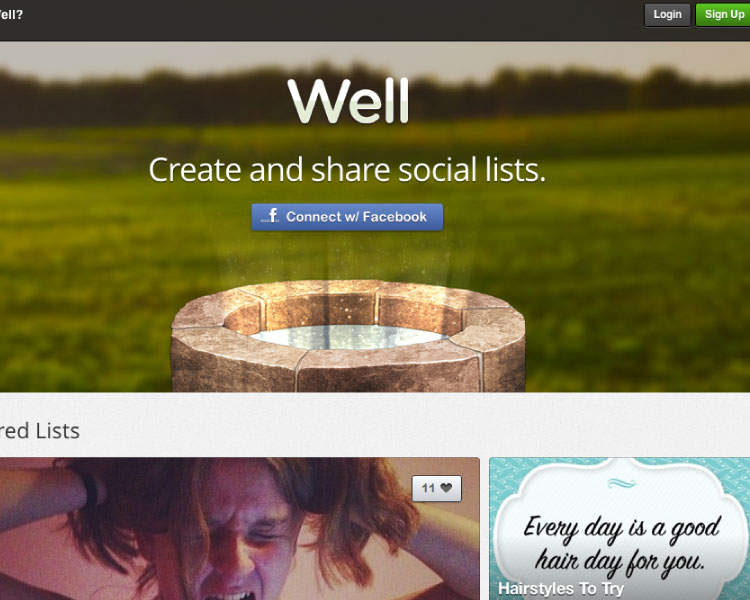 ell?
Login
Sign Up
Well
Create and share social lists.
f Connect w/ Facebook
red Lists
11
Every day is a good
hair day for you.
Hairstyles To Try